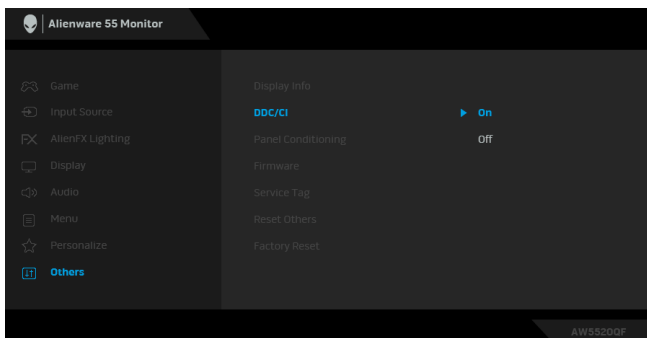 Alienware 55 Monitor
Game
Display Info
Input Source
DDC/CI
On
AlienFX Lighting
Panel Conditioning
Off
Display
Firmware
Audio
Service Tag
Menu
Reset Others
Personalize
Factory Reset
Others
AW5520QF